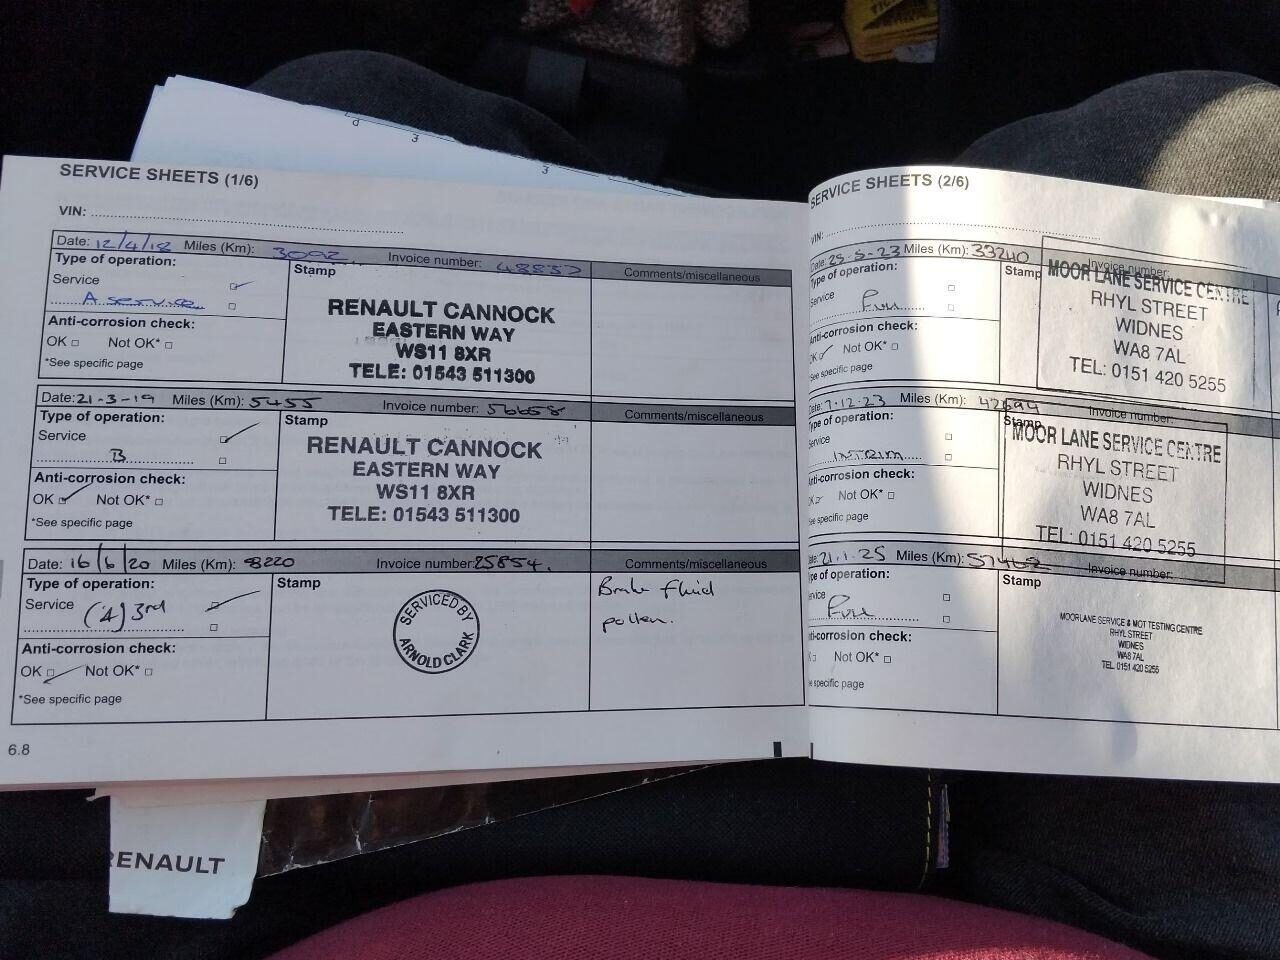 SERVICE SHEETS (1/6)
VIN:
Date: 12/4/18 Miles (Km): 3092 Invoice number: 48857
Type of operation: Stamp Comments/miscellaneous
Service
A service
Anti-corrosion check:
OK Not OK*
*See specific page
RENAULT CANNOCK
EASTERN WAY
WS11 8XR
TELE: 01543 511300
Date: 21-3-19 Miles (Km): 5455 Invoice number: 56658
Type of operation: Stamp Comments/miscellaneous
Service
B
Anti-corrosion check:
OK Not OK*
*See specific page
RENAULT CANNOCK
EASTERN WAY
WS11 8XR
TELE: 01543 511300
Date: 16/6/20 Miles (Km): 8220 Invoice number: 25854. Comments/miscellaneous
Type of operation: Stamp
Service
(A) 3rd
Anti-corrosion check:
OK Not OK*
*See specific page
SERVICED BY
ARNOLD CLARK
Brake fluid
pollen.
6.8
SERVICE SHEETS (2/6)
VIN:
Date: 25-5-23 Miles (Km): 33240 Invoice number:
Type of operation: Stamp
Service
Full
Anti-corrosion check:
OK Not OK*
See specific page
MOOR LANE SERVICE CENTRE
RHYL STREET
WIDNES
WA8 7AL
TEL: 0151 420 5255
Date: 7-12-23 Miles (Km): 42694 Invoice number:
Type of operation: Stamp
Service
INTRIM
nti-corrosion check:
OK Not OK*
specific page
MOOR LANE SERVICE CENTRE
RHYL STREET
WIDNES
WA8 7AL
TEL: 0151 420 5255
Date: 21.1.25 Miles (Km): 57462 Invoice number:
pe of operation: Stamp
rvice
Full
ti-corrosion check:
Not OK*
specific page
MOORLANE SERVICE & MOT TESTING CENTRE
RHYL STREET
WIDNES
WA8 7AL
TEL 0151 420 5255
RENAULT